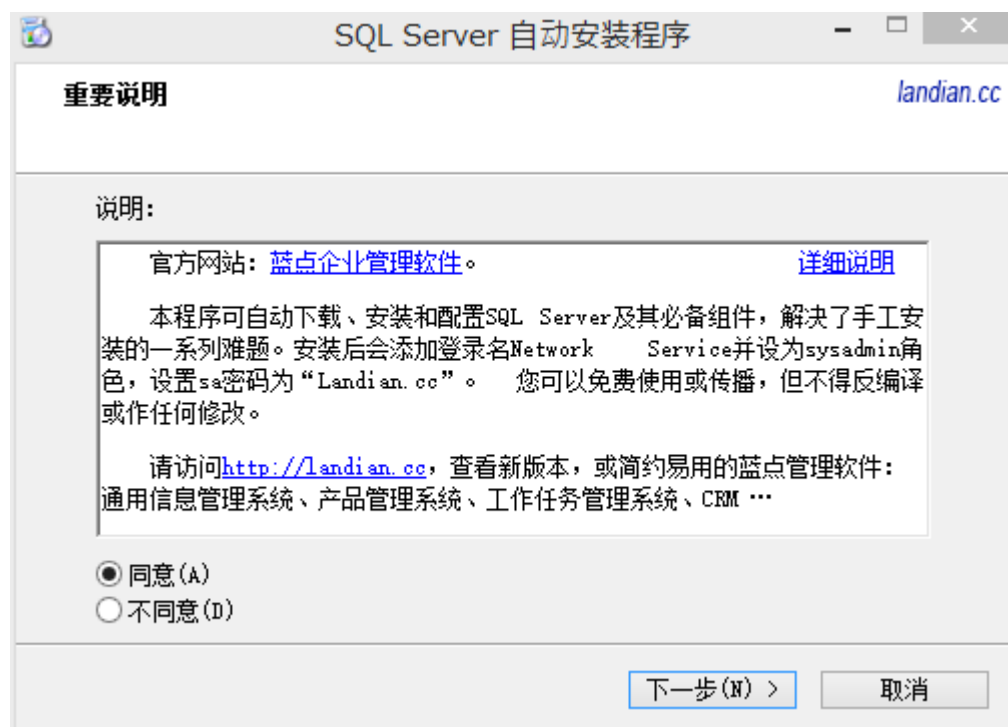 SQL Server 自动安装程序
重要说明
landian.cc
说明：
官方网站：蓝点企业管理软件。 详细说明
本程序可自动下载、安装和配置SQL Server及其必备组件，解决了手工安
装的一系列难题。安装后会添加登录名Network Service并设为sysadmin角
色，设置sa密码为“Landian.cc”。 您可以免费使用或传播，但不得反编译
或作任何修改。
请访问http://landian.cc，查看新版本，或简约易用的蓝点管理软件：
通用信息管理系统、产品管理系统、工作任务管理系统、CRM …
同意(A)
不同意(D)
下一步(N) >
取消